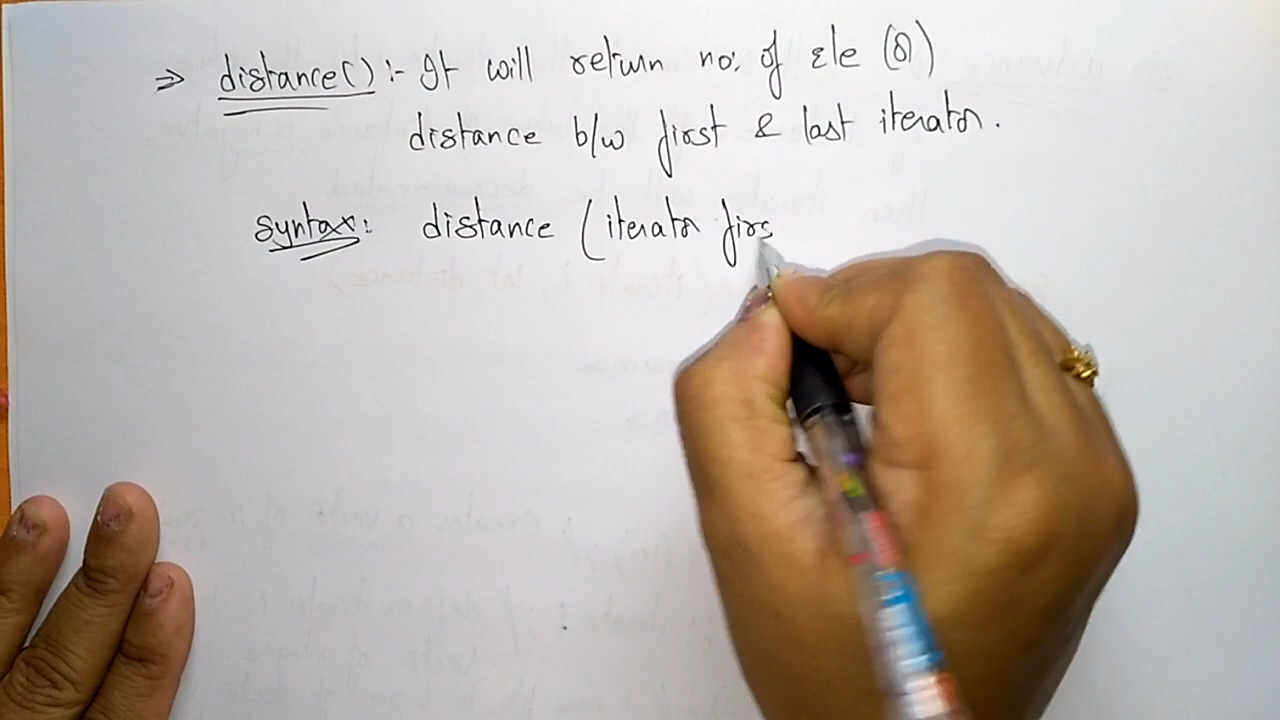 ⇒ distance() :- It will return no: of ele (or)
distance b/w first & last iterator.
Syntax: distance (iterator firs